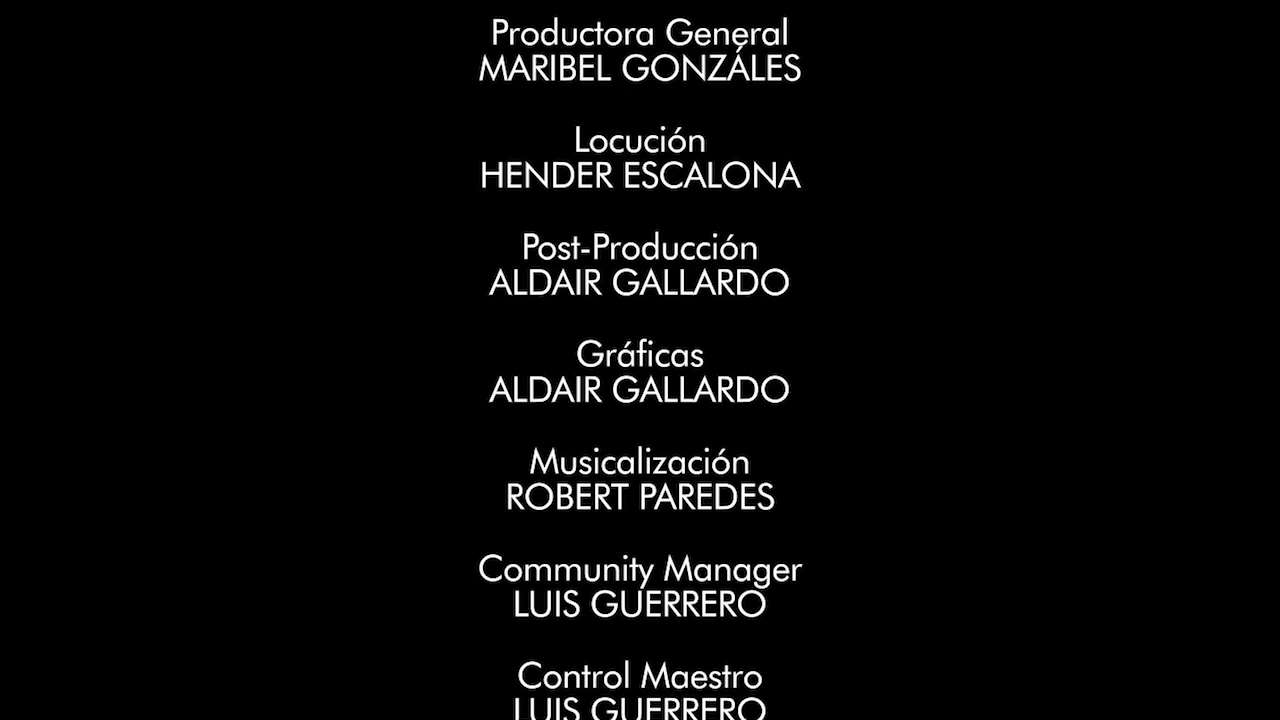 Productora General
MARIBEL GONZÁLES
Locución
HENDER ESCALONA
Post-Producción
ALDAIR GALLARDO
Gráficas
ALDAIR GALLARDO
Musicalización
ROBERT PAREDES
Community Manager
LUIS GUERRERO
Control Maestro
LUIS GUERRERO